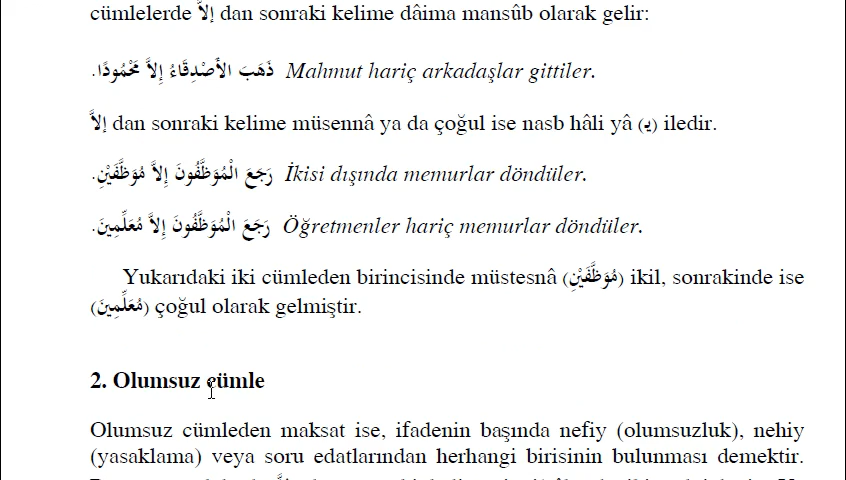 cümlelerde إلاَّ dan sonraki kelime dâima mansûb olarak gelir:
ذَهَبَ الأَصْدِقَاءُ إِلاَّ مَحْمُودًا. Mahmut hariç arkadaşlar gittiler.
إلاَّ dan sonraki kelime müsennâ ya da çoğul ise nasb hâli yâ (يـ) iledir.
رَجَعَ الْمُوَظَّفُونَ إِلاَّ مُوَظَّفَيْنِ. İkisi dışında memurlar döndüler.
رَجَعَ الْمُوَظَّفُونَ إِلاَّ مُعَلِّمِينَ. Öğretmenler hariç memurlar döndüler.
Yukarıdaki iki cümleden birincisinde müstesnâ (مُوَظَّفَيْنِ) ikil, sonrakinde ise
(مُعَلِّمِينَ) çoğul olarak gelmiştir.
2. Olumsuz cümle
Olumsuz cümleden maksat ise, ifadenin başında nefiy (olumsuzluk), nehiy
(yasaklama) veya soru edatlarından herhangi birisinin bulunması demektir.